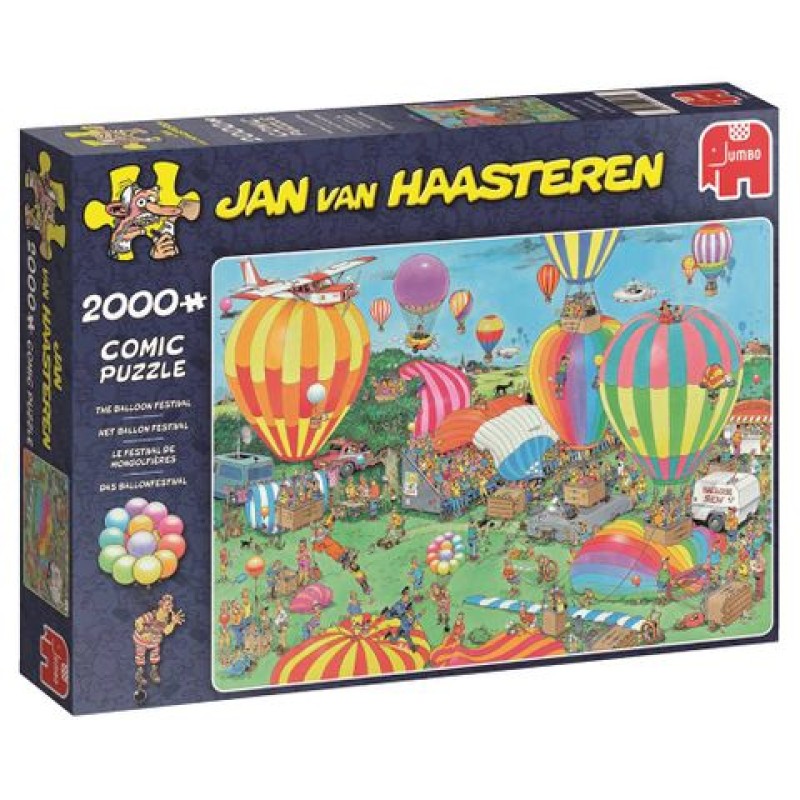 JAN VAN HAASTEREN
JUMBO
2000
COMIC
PUZZLE
THE BALLOON FESTIVAL
HET BALLON FESTIVAL
LE FESTIVAL DE
MONGOLFIÈRES
DAS BALLONFESTIVAL
JAN
VAN HAASTEREN
2000
COMIC PUZZLE
Jumbo